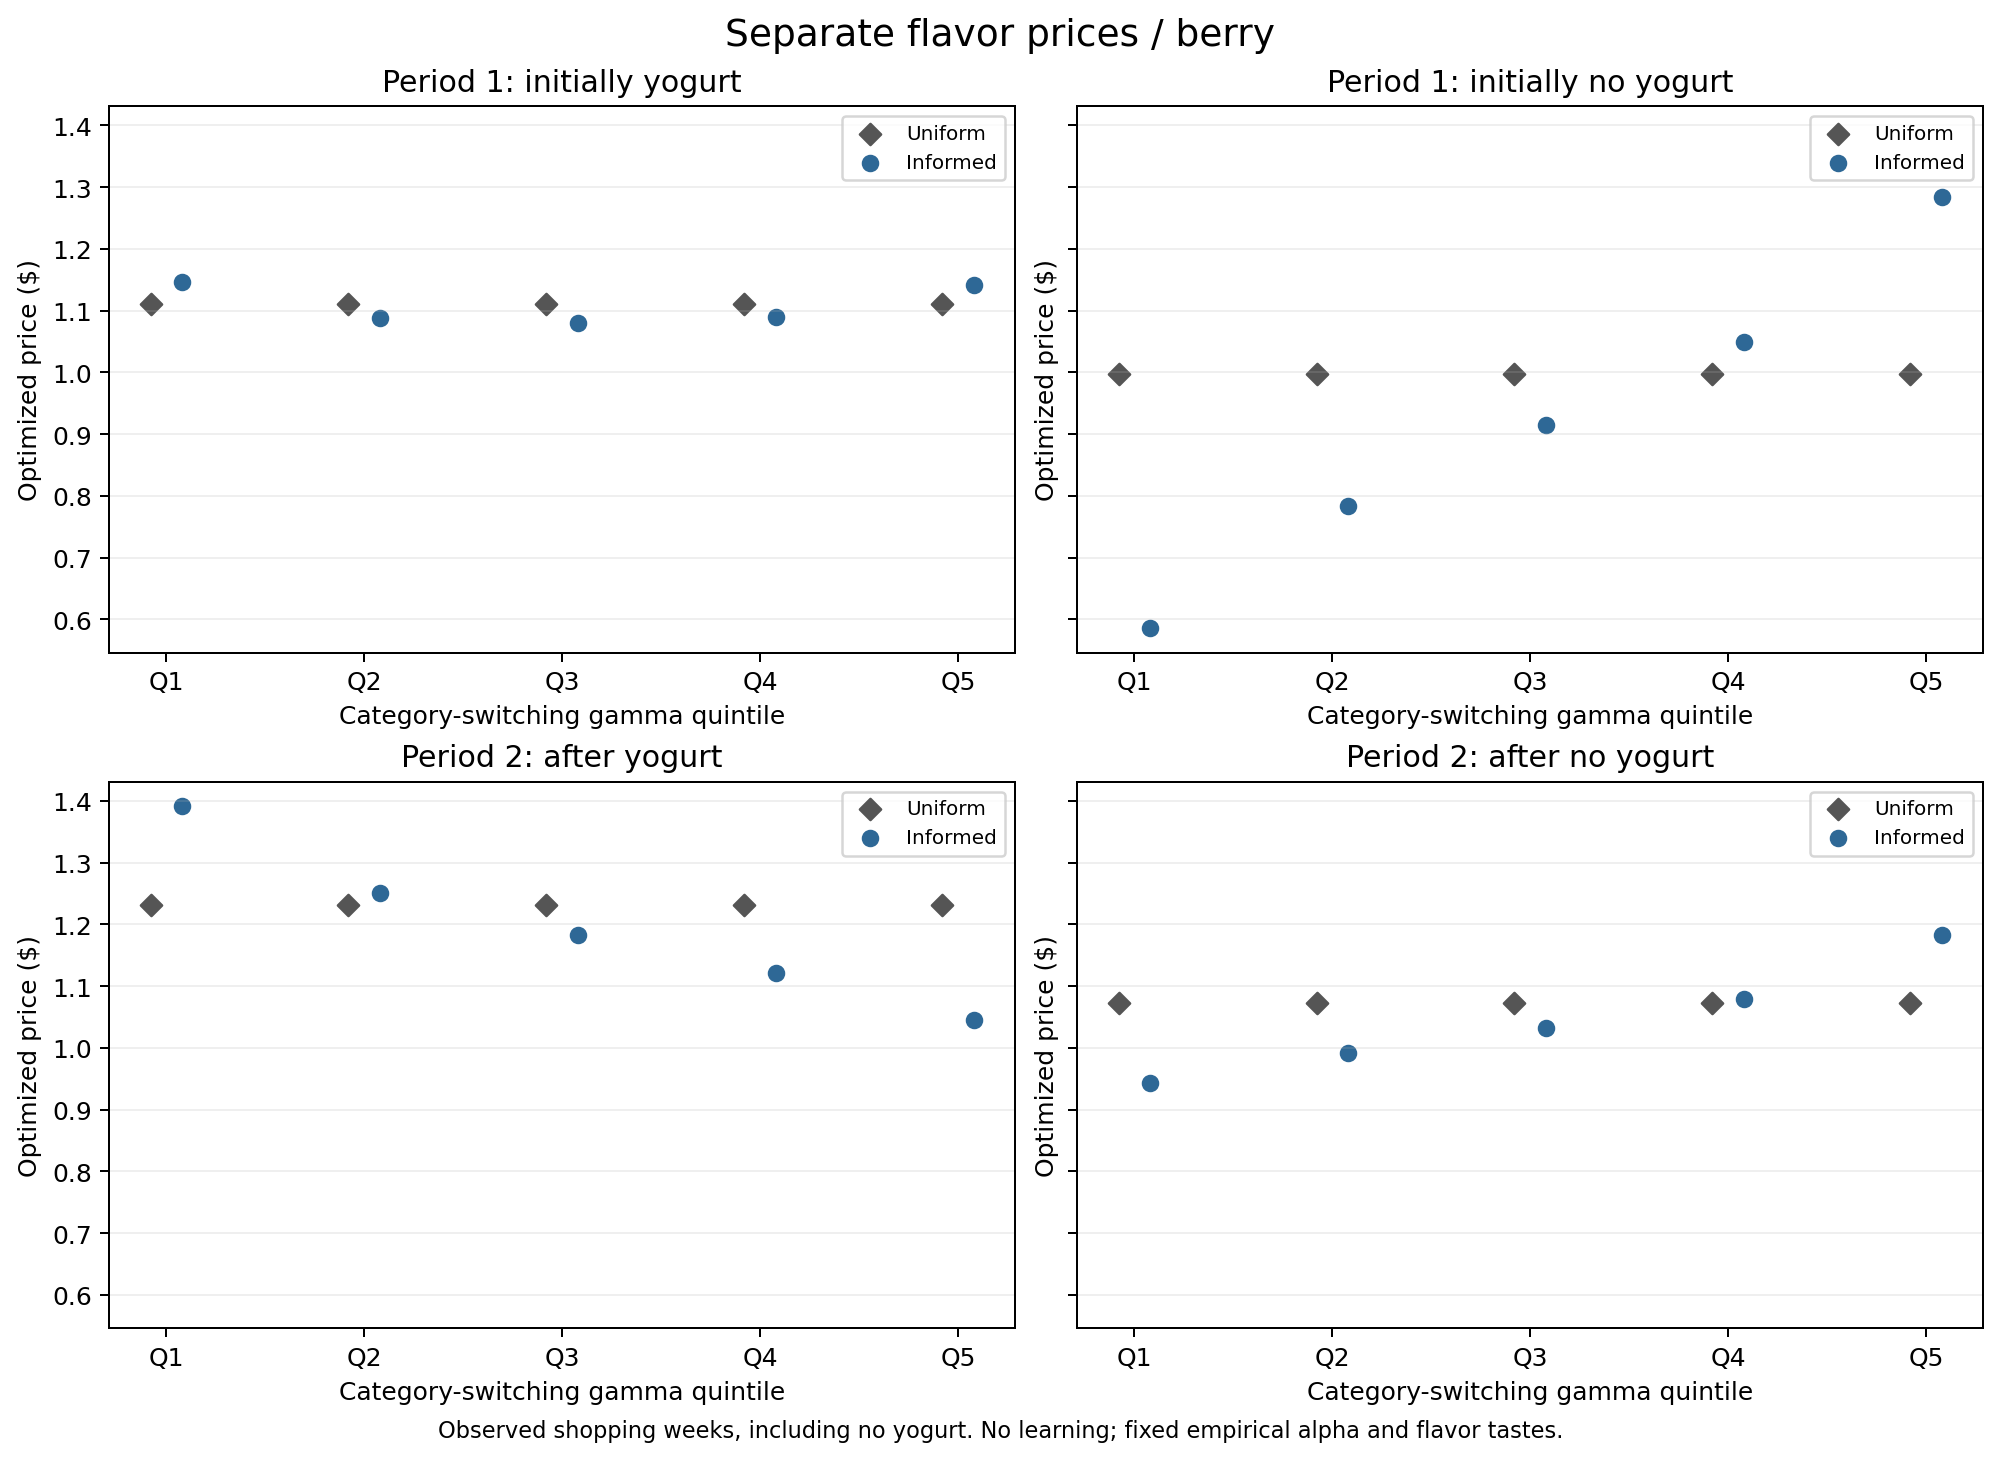 Separate flavor prices / berry
Period 1: initially yogurt
Optimized price ($)
1.4
1.3
1.2
1.1
1.0
0.9
0.8
0.7
0.6
Uniform
Informed
Q1 Q2 Q3 Q4 Q5
Category-switching gamma quintile
Period 1: initially no yogurt
Optimized price ($)
Uniform
Informed
Q1 Q2 Q3 Q4 Q5
Category-switching gamma quintile
Period 2: after yogurt
Optimized price ($)
1.4
1.3
1.2
1.1
1.0
0.9
0.8
0.7
0.6
Uniform
Informed
Q1 Q2 Q3 Q4 Q5
Category-switching gamma quintile
Period 2: after no yogurt
Optimized price ($)
Uniform
Informed
Q1 Q2 Q3 Q4 Q5
Category-switching gamma quintile
Observed shopping weeks, including no yogurt. No learning; fixed empirical alpha and flavor tastes.